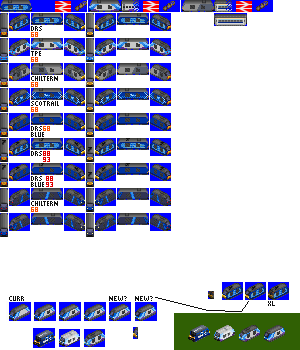 DRS
68
TPE
68
CHILTERN
68
SCOTRAIL
68
DRS68
BLUE
DRS88
93
DRS 88
BLUE93
CHILTERN
68
XL
CURR
NEW?
NEW?